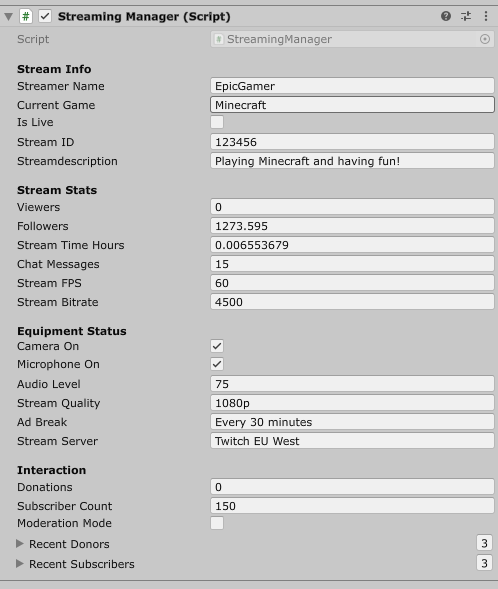 Streaming Manager (Script)
Script StreamingManager
Stream Info
Streamer Name EpicGamer
Current Game Minecraft
Is Live
Stream ID 123456
Streamdescription Playing Minecraft and having fun!
Stream Stats
Viewers 0
Followers 1273.595
Stream Time Hours 0.006553679
Chat Messages 15
Stream FPS 60
Stream Bitrate 4500
Equipment Status
Camera On
Microphone On
Audio Level 75
Stream Quality 1080p
Ad Break Every 30 minutes
Stream Server Twitch EU West
Interaction
Donations 0
Subscriber Count 150
Moderation Mode
Recent Donors 3
Recent Subscribers 3